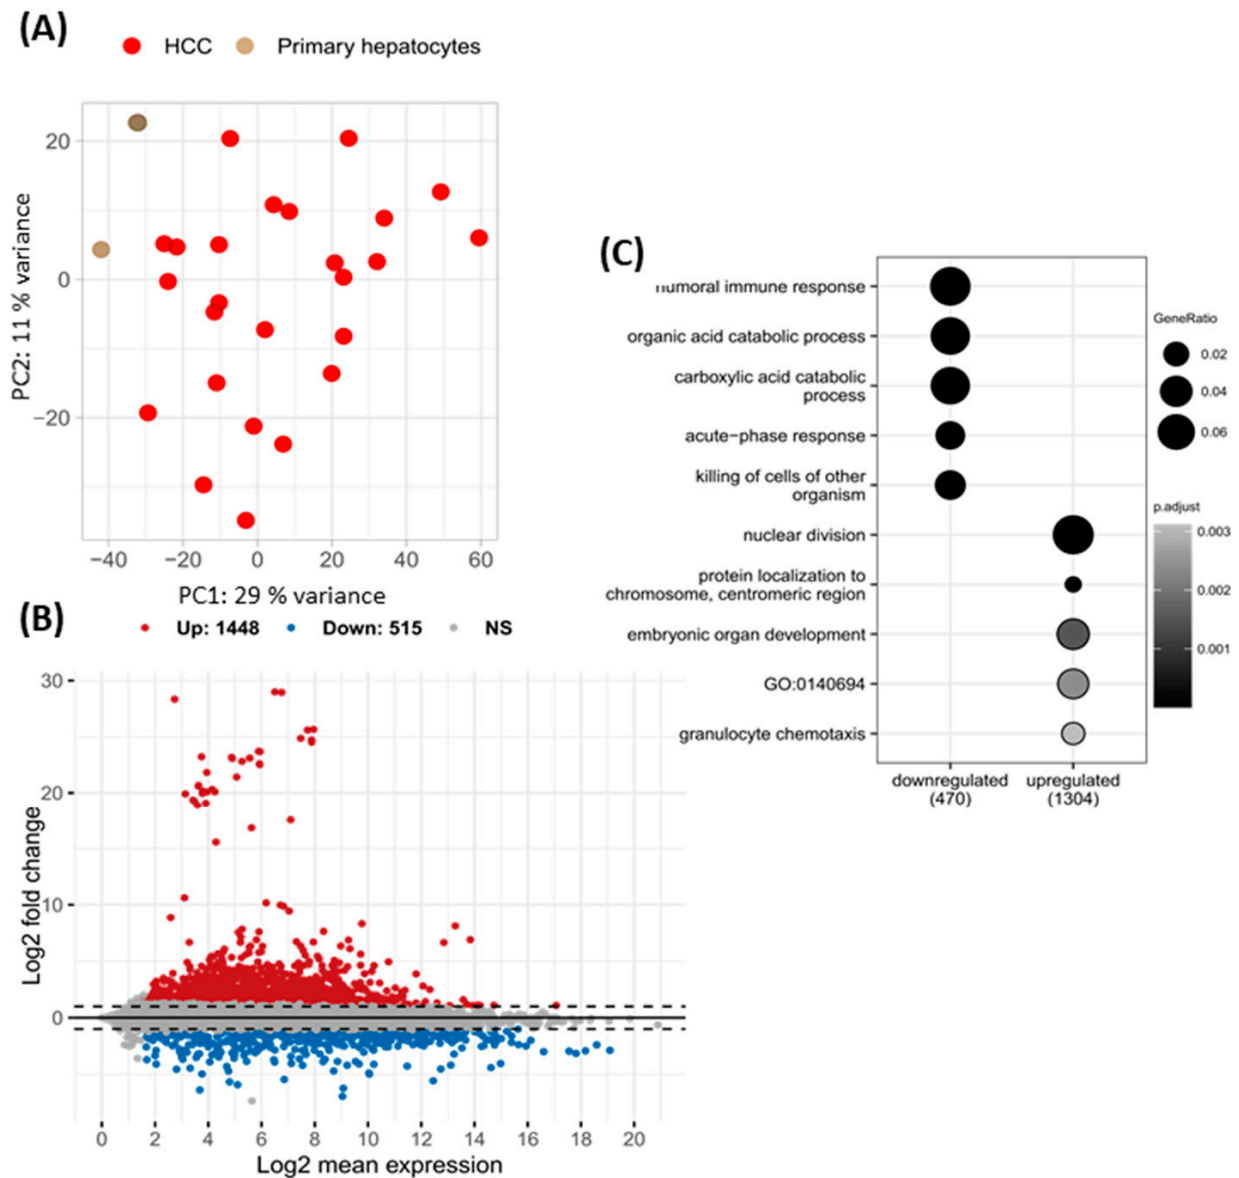 (A)
HCC Primary hepatocytes
PC2: 11 % variance
20
0
−20
−40 −20 0 20 40 60
PC1: 29 % variance
(B)
Up: 1448 Down: 515 NS
Log2 fold change
30
20
10
0
0 2 4 6 8 10 12 14 16 18 20
Log2 mean expression
(C)
humoral immune response
organic acid catabolic process
carboxylic acid catabolic
process
acute−phase response
killing of cells of other
organism
nuclear division
protein localization to
chromosome, centromeric region
embryonic organ development
GO:0140694
granulocyte chemotaxis
downregulated upregulated
(470) (1304)
GeneRatio
0.02
0.04
0.06
p.adjust
0.003
0.002
0.001